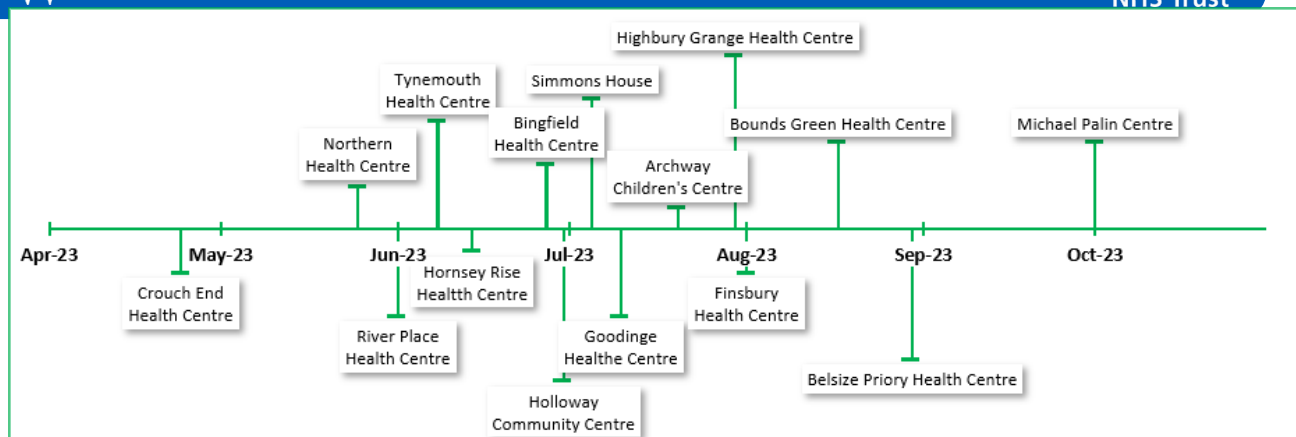 NHS Trust
Highbury Grange Health Centre
Tynemouth
Health Centre
Simmons House
Bingfield
Health Centre
Bounds Green Health Centre
Michael Palin Centre
Northern
Health Centre
Archway
Children's Centre
Apr-23
May-23
Jun-23
Jul-23
Aug-23
Sep-23
Oct-23
Hornsey Rise
Healtth Centre
Crouch End
Health Centre
Finsbury
Health Centre
River Place
Health Centre
Goodinge
Healthe Centre
Belsize Priory Health Centre
Holloway
Community Centre